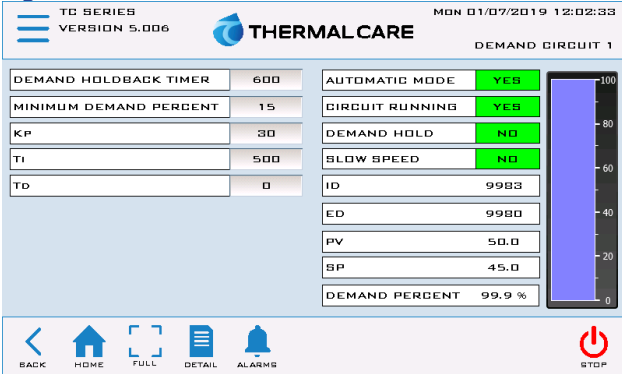 TC SERIES
VERSION 5.006
THERMALCARE
MON 01/07/2019 12:02:33
DEMAND CIRCUIT 1
DEMAND HOLDBACK TIMER 600
MINIMUM DEMAND PERCENT 15
KP 30
TI 500
TD 0
AUTOMATIC MODE YES
CIRCUIT RUNNING YES
DEMAND HOLD NO
SLOW SPEED NO
ID 9983
ED 9980
PV 50.0
SP 45.0
DEMAND PERCENT 99.9 %
100
80
60
40
20
0
BACK
HOME
FULL
DETAIL
ALARMS
STOP